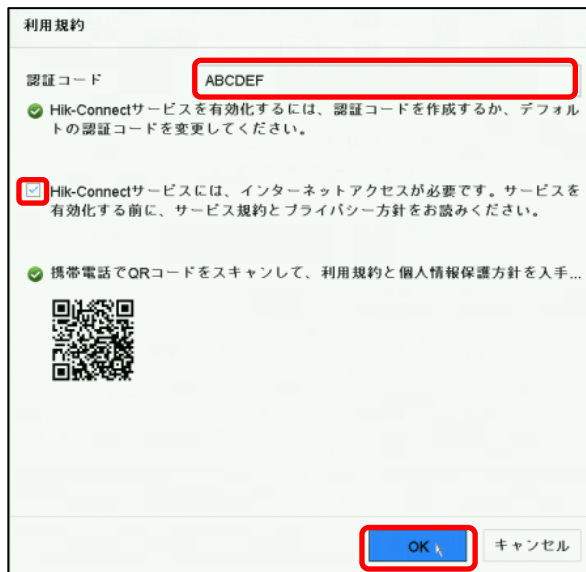 利用規約
認証コード ABCDEF
Hik-Connectサービスを有効化するには、認証コードを作成するか、デフォル
トの認証コードを変更してください。
Hik-Connectサービスには、インターネットアクセスが必要です。サービスを
有効化する前に、サービス規約とプライバシー方針をお読みください。
携帯電話でQRコードをスキャンして、利用規約と個人情報保護方針を入手...
OK キャンセル